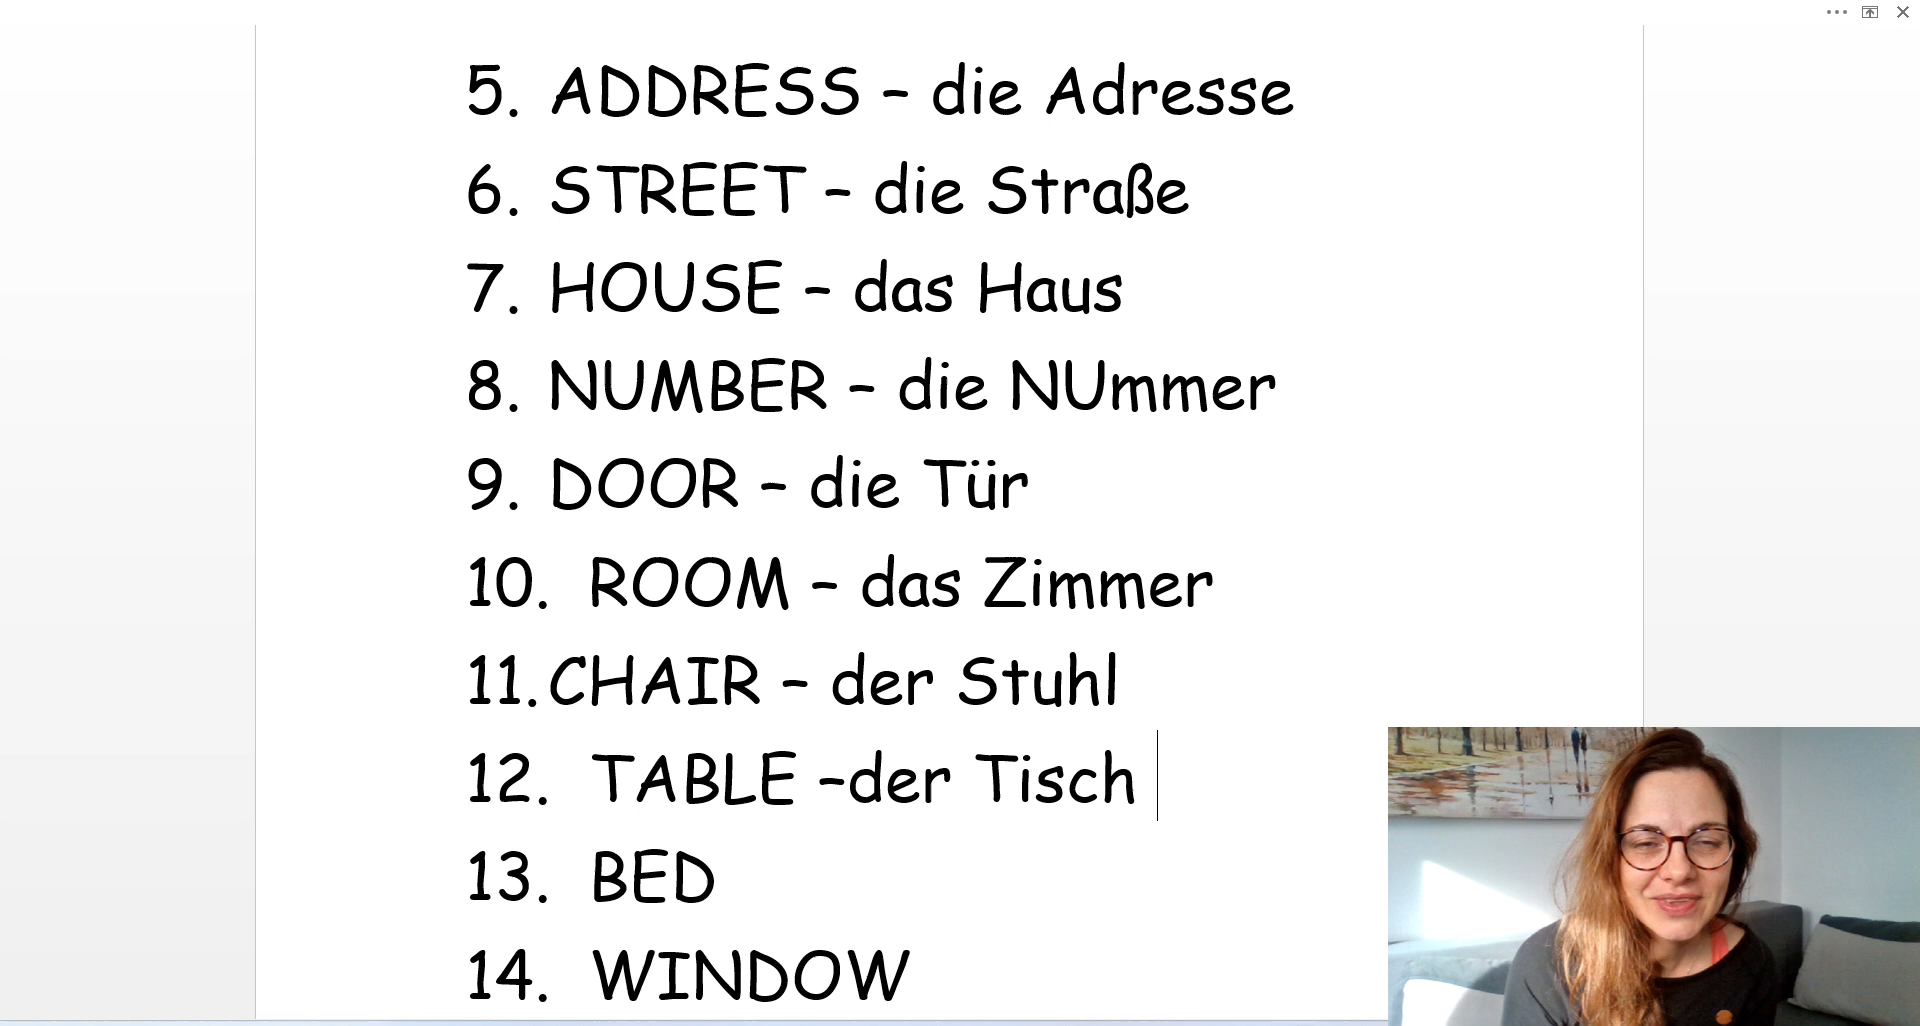 5. ADDRESS – die Adresse
6. STREET – die Straße
7. HOUSE – das Haus
8. NUMBER – die NUmmer
9. DOOR – die Tür
10. ROOM – das Zimmer
11. CHAIR – der Stuhl
12. TABLE –der Tisch
13. BED
14. WINDOW